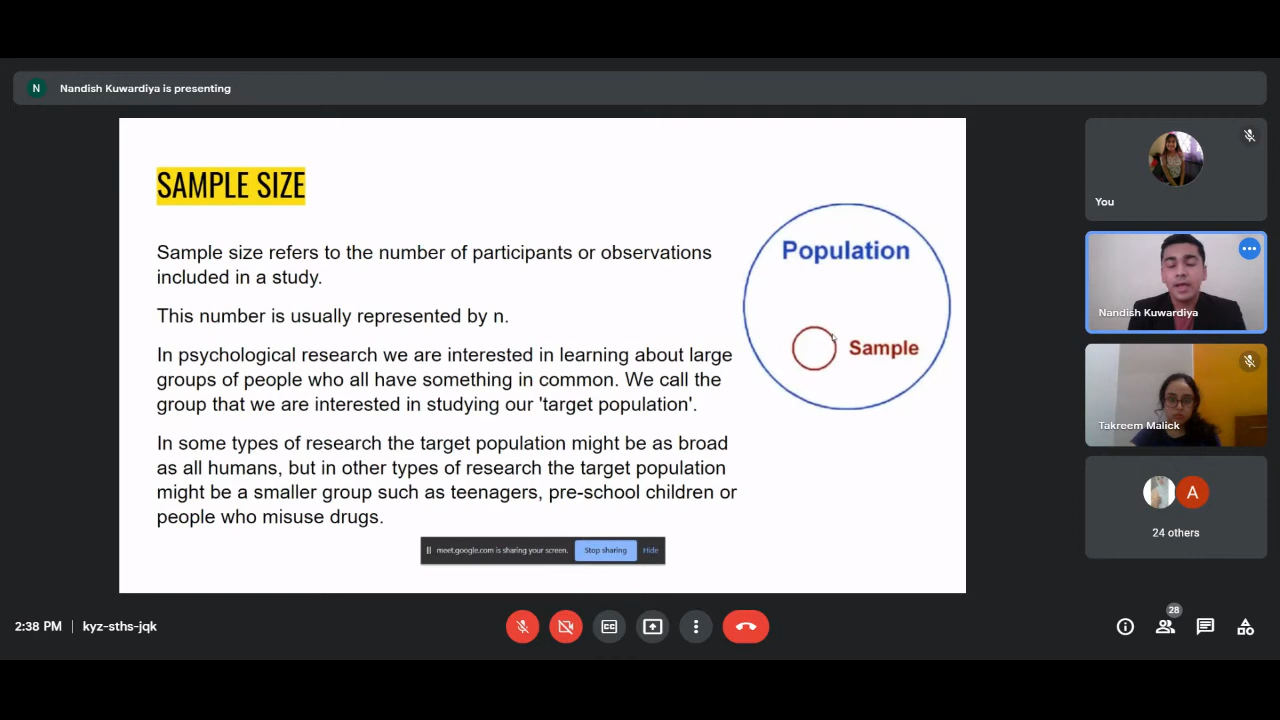 N Nandish Kuwardiya is presenting
SAMPLE SIZE
Sample size refers to the number of participants or observations
included in a study.
This number is usually represented by n.
In psychological research we are interested in learning about large
groups of people who all have something in common. We call the
group that we are interested in studying our 'target population'.
In some types of research the target population might be as broad
as all humans, but in other types of research the target population
might be a smaller group such as teenagers, pre-school children or
people who misuse drugs.
Population
Sample
meet.google.com is sharing your screen. Stop sharing Hide
You
Nandish Kuwardiya
Takreem Malick
A
24 others
2:38 PM | kyz-sths-jqk
CC
28